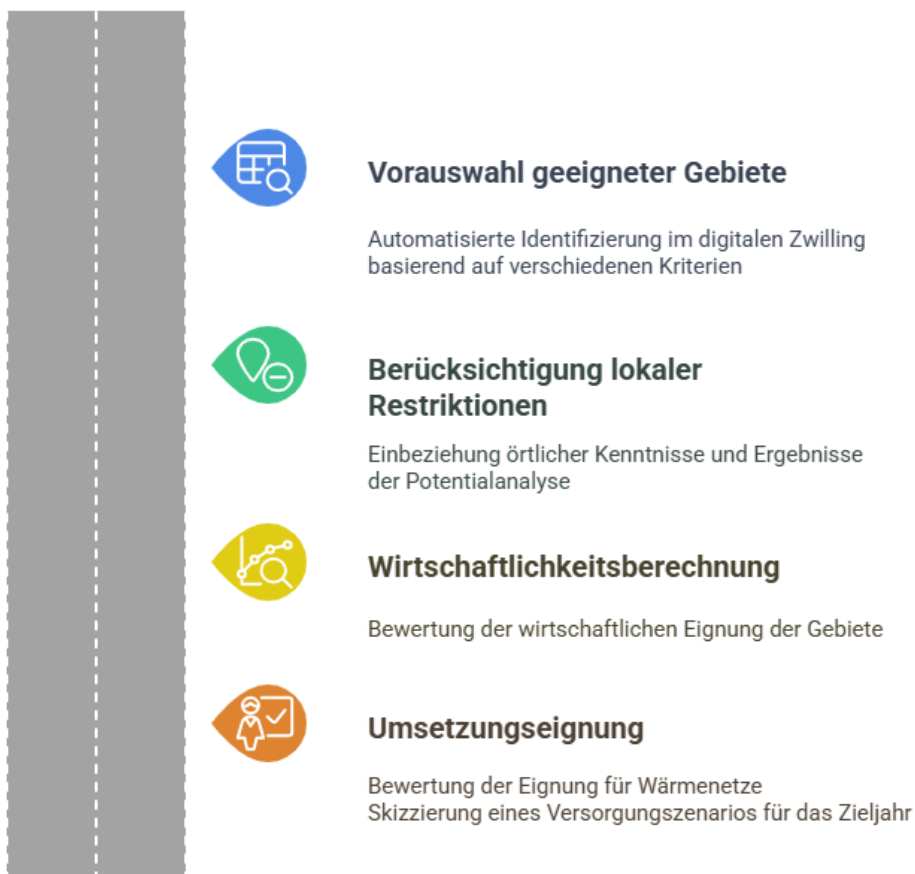 Vorauswahl geeigneter Gebiete
Automatisierte Identifizierung im digitalen Zwilling
basierend auf verschiedenen Kriterien
Berücksichtigung lokaler
Restriktionen
Einbeziehung örtlicher Kenntnisse und Ergebnisse
der Potentialanalyse
Wirtschaftlichkeitsberechnung
Bewertung der wirtschaftlichen Eignung der Gebiete
Umsetzungseignung
Bewertung der Eignung für Wärmenetze
Skizzierung eines Versorgungszenarios für das Zieljahr